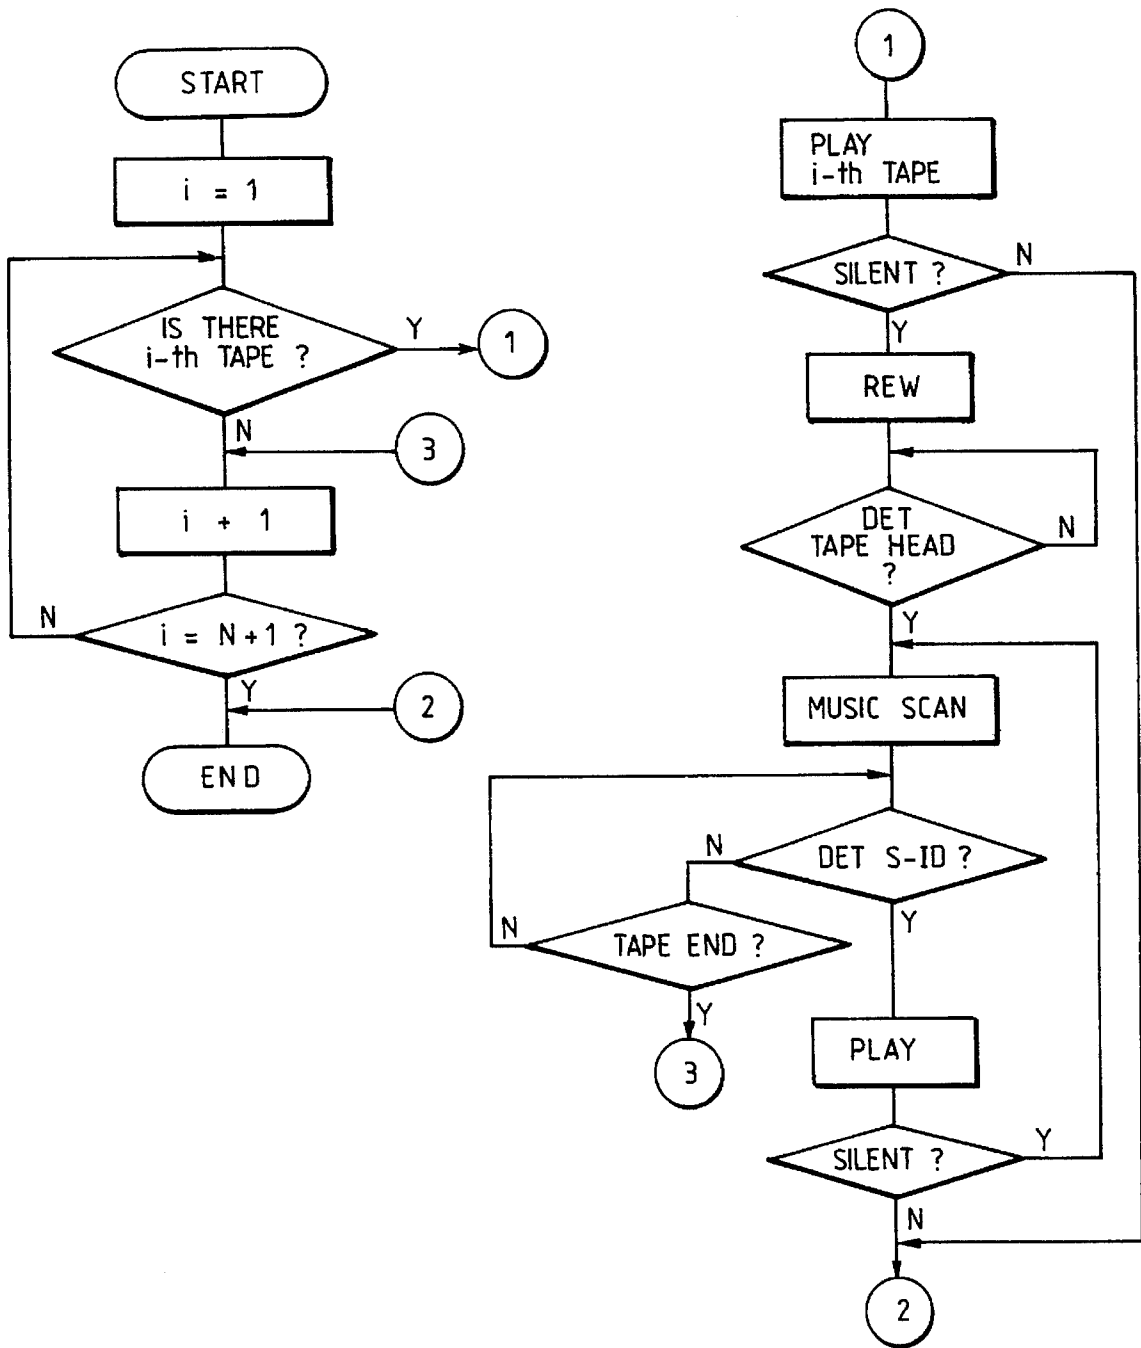 START
i = 1
IS THERE
i-th TAPE ?
Y
1
N
3
i + 1
i = N+1 ?
N
Y
2
END
1
PLAY
i-th TAPE
SILENT ?
N
Y
REW
DET
TAPE HEAD
?
N
Y
MUSIC SCAN
DET S-ID ?
N
Y
TAPE END ?
N
Y
3
PLAY
SILENT ?
Y
N
2